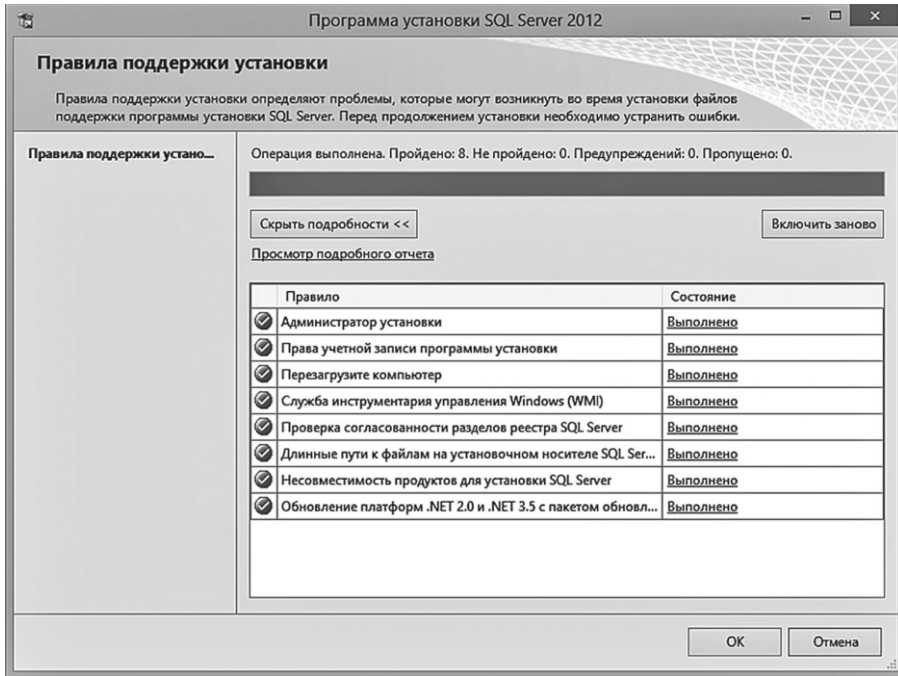 Программа установки SQL Server 2012
Правила поддержки установки
Правила поддержки установки определяют проблемы, которые могут возникнуть во время установки файлов
поддержки программы установки SQL Server. Перед продолжением установки необходимо устранить ошибки.
Правила поддержки устано...
Операция выполнена. Пройдено: 8. Не пройдено: 0. Предупреждений: 0. Пропущено: 0.
Скрыть подробности <<
Включить заново
Просмотр подробного отчета
Правило Состояние
Администратор установки Выполнено
Права учетной записи программы установки Выполнено
Перезагрузите компьютер Выполнено
Служба инструментария управления Windows (WMI) Выполнено
Проверка согласованности разделов реестра SQL Server Выполнено
Длинные пути к файлам на установочном носителе SQL Ser... Выполнено
Несовместимость продуктов для установки SQL Server Выполнено
Обновление платформ .NET 2.0 и .NET 3.5 с пакетом обновл... Выполнено
ОК Отмена